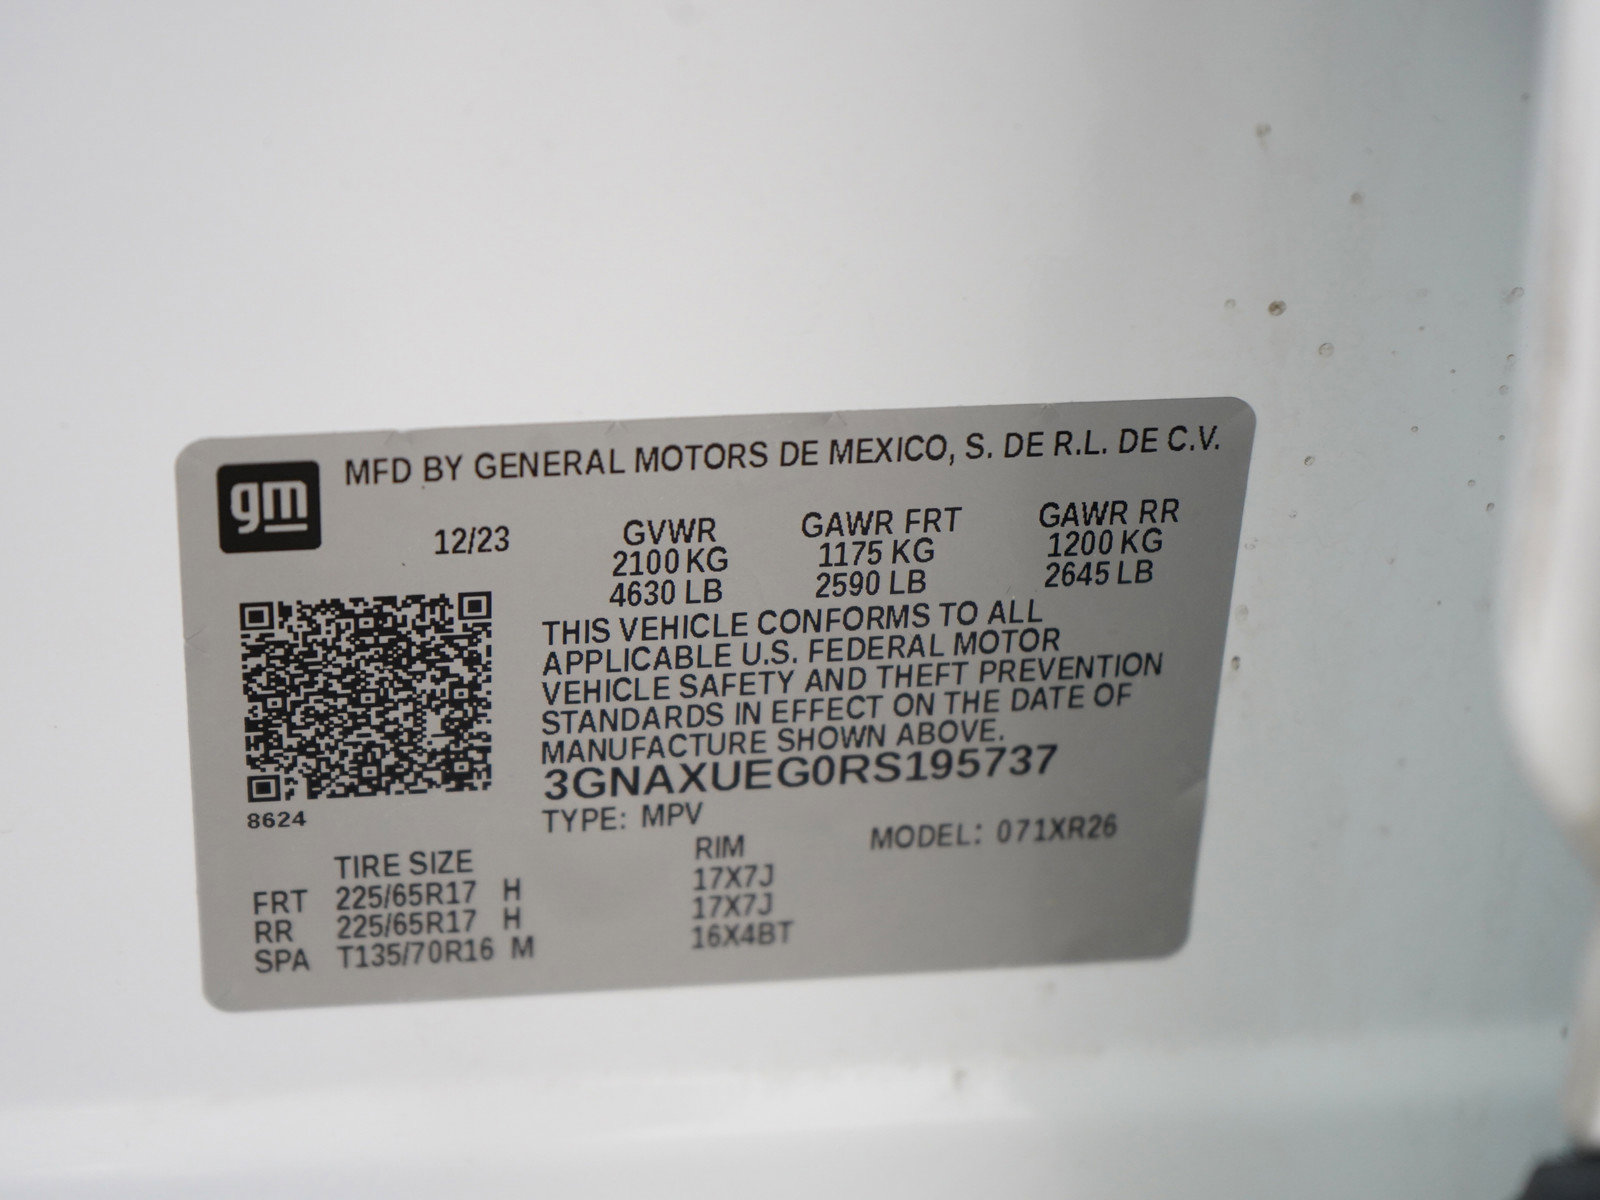 gm
MFD BY GENERAL MOTORS DE MEXICO, S. DE R.L. DE C.V.
12/23 GVWR GAWR FRT GAWR RR
2100 KG 1175 KG 1200 KG
4630 LB 2590 LB 2645 LB
THIS VEHICLE CONFORMS TO ALL
APPLICABLE U.S. FEDERAL MOTOR
VEHICLE SAFETY AND THEFT PREVENTION
STANDARDS IN EFFECT ON THE DATE OF
MANUFACTURE SHOWN ABOVE.
3GNAXUEG0RS195737
8624
TYPE: MPV MODEL: 071XR26
TIRE SIZE RIM
FRT 225/65R17 H 17X7J
RR 225/65R17 H 17X7J
SPA T135/70R16 M 16X4BT